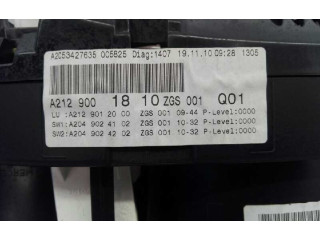 A2053427635 005825 Diag:1407 19.11.10 09:28 1305
A212 900 18 10 ZGS 001 Q01
LU :A212 901 20 00 ZGS 001 09-44 P-Level:0000
SW1:A204 902 41 02 ZGS 001 10-32 P-Level:0000
SW2:A204 902 42 02 ZGS 001 10-32 P-Level:0000